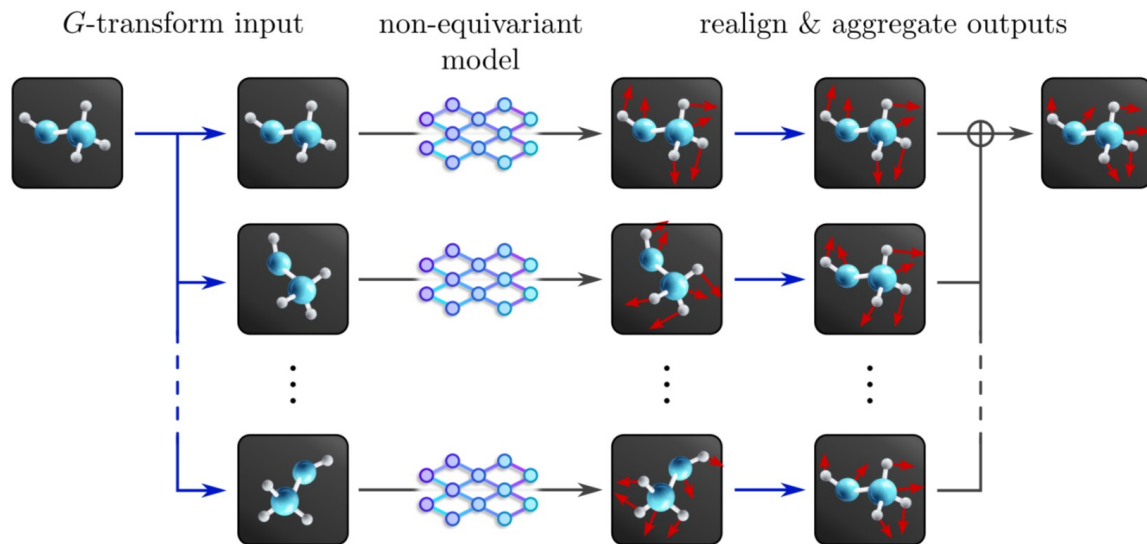 G-transform input
non-equivariant
model
realign & aggregate outputs